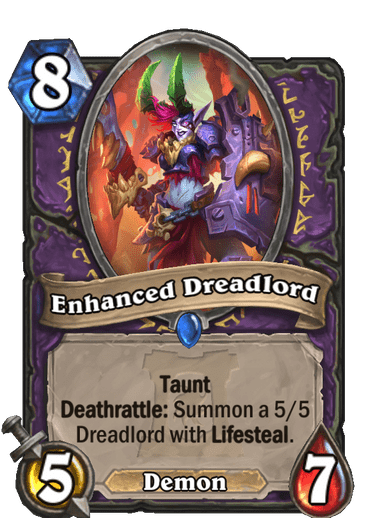 8
Enhanced Dreadlord
Taunt
Deathrattle: Summon a 5/5
Dreadlord with Lifesteal.
5
Demon
7